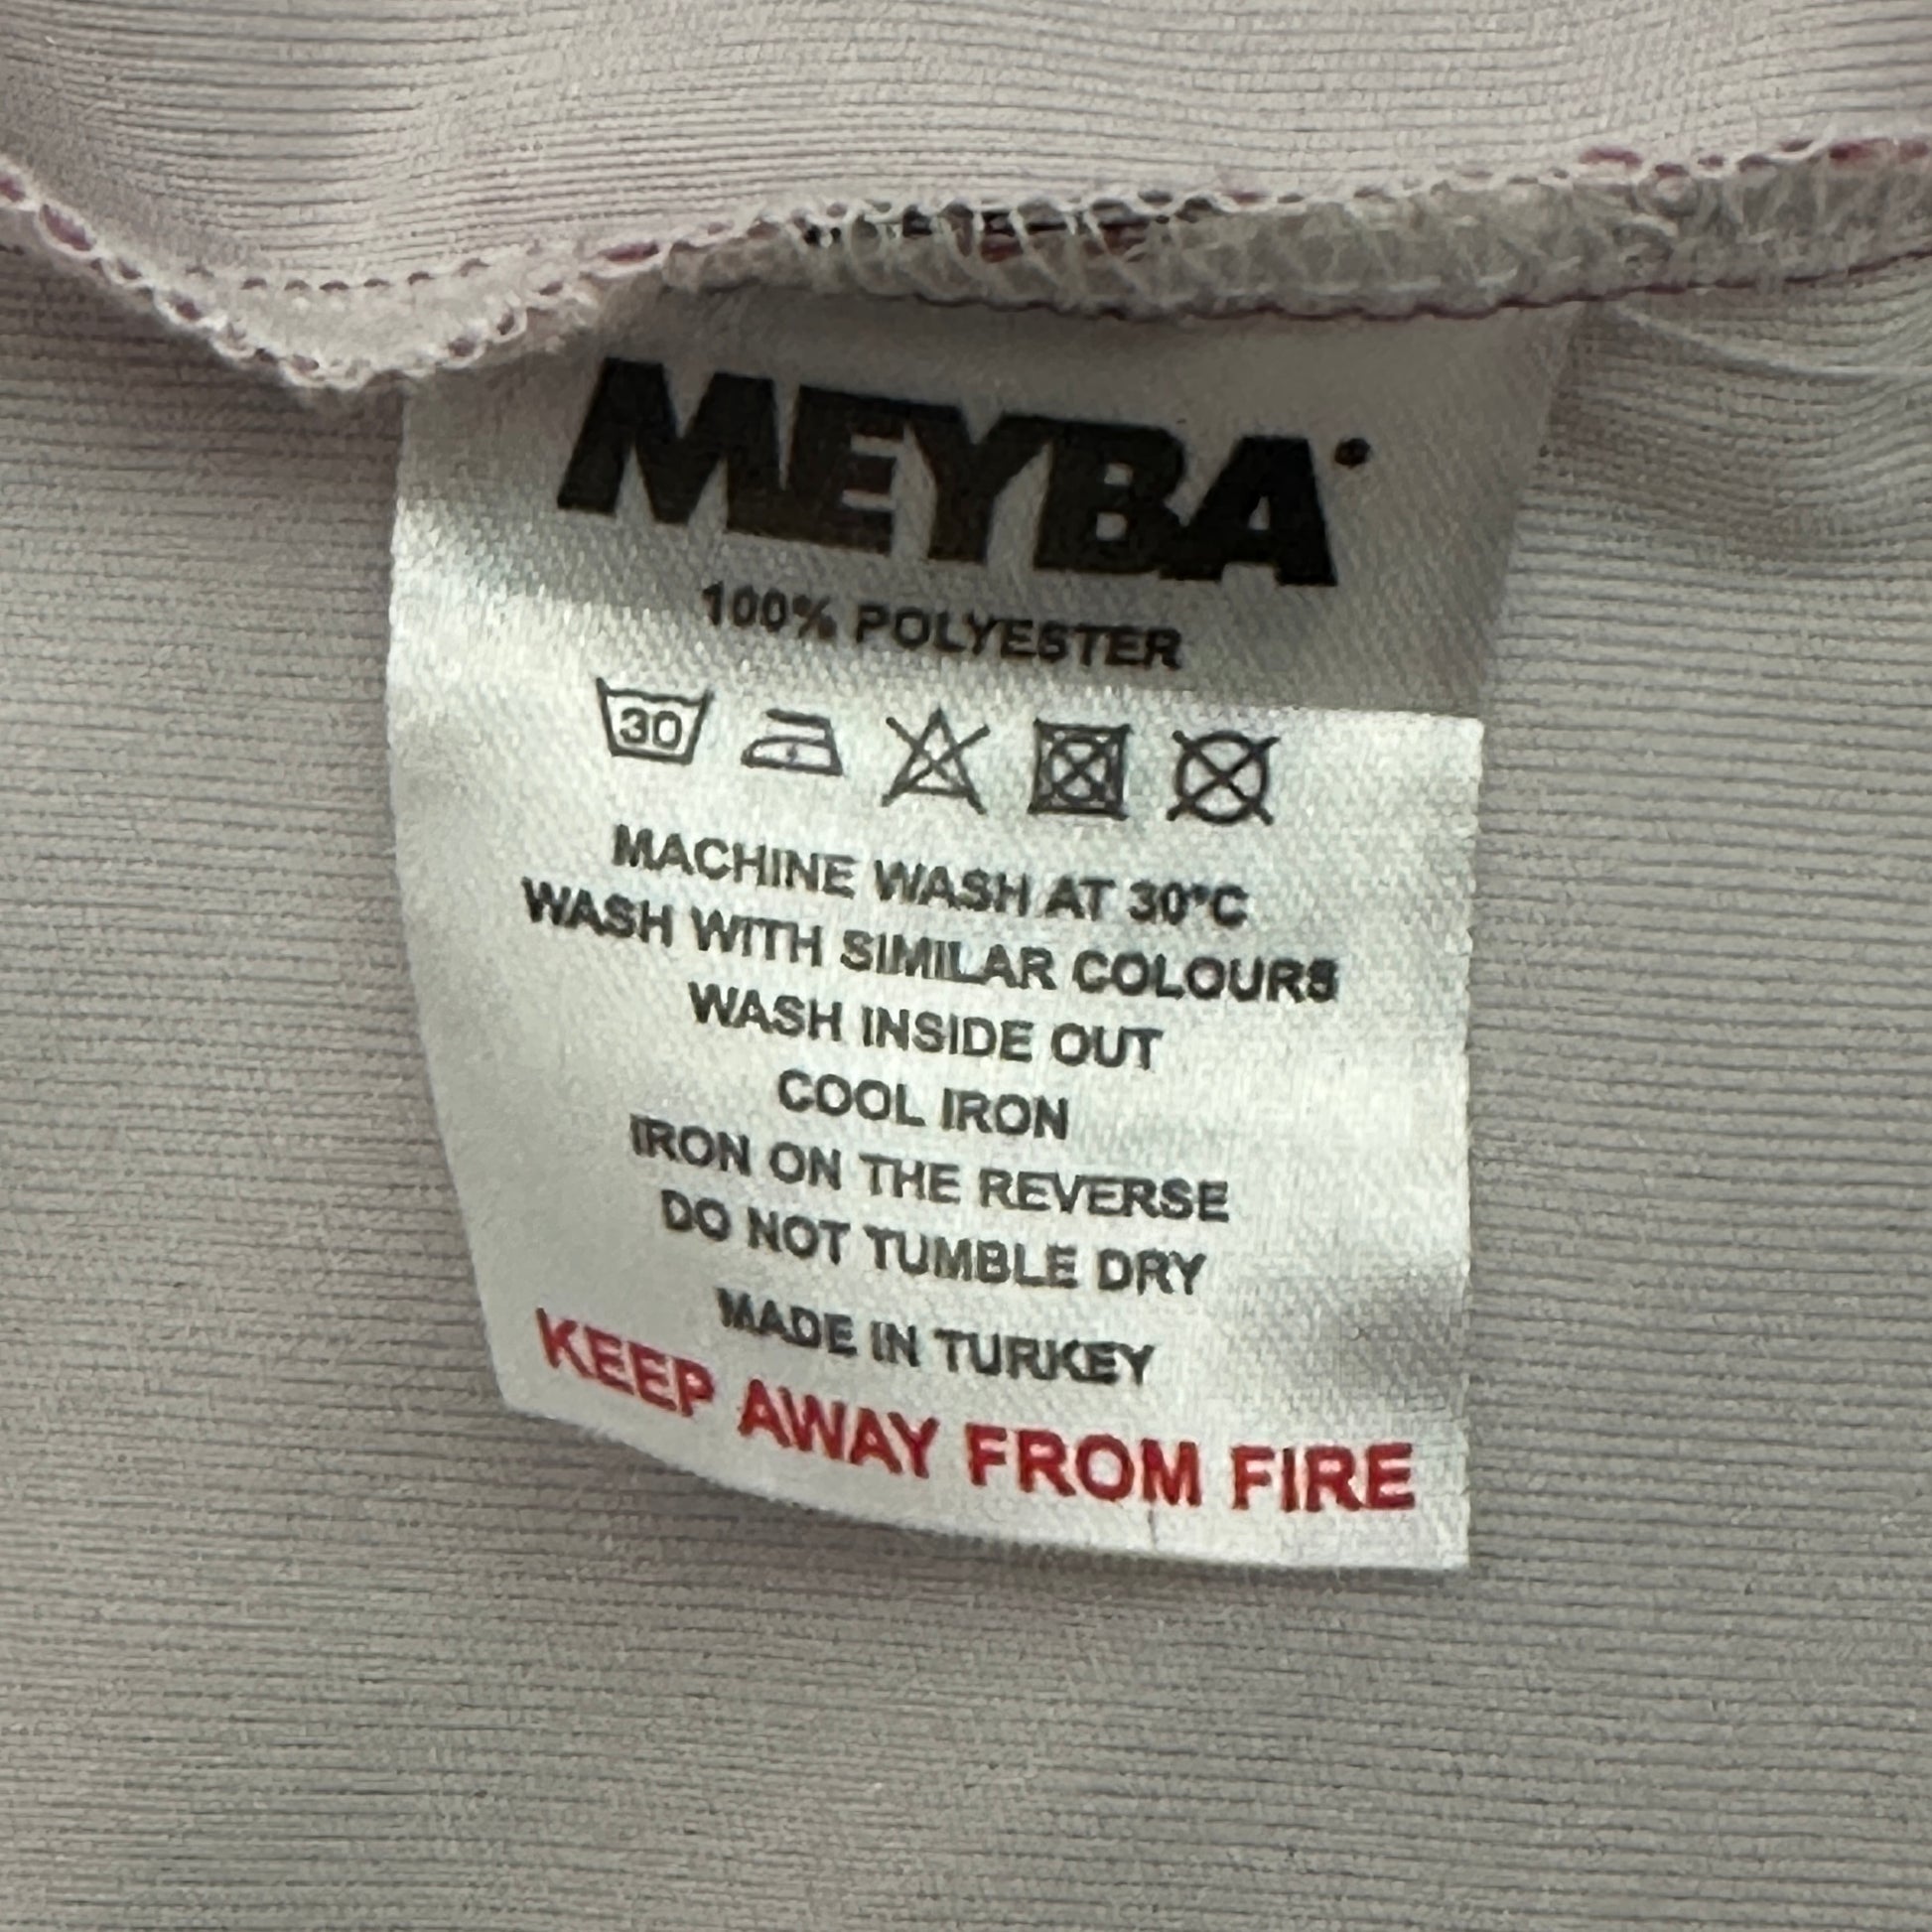 MEYBA
100% POLYESTER
30
MACHINE WASH AT 30°C
WASH WITH SIMILAR COLOURS
WASH INSIDE OUT
COOL IRON
IRON ON THE REVERSE
DO NOT TUMBLE DRY
MADE IN TURKEY
KEEP AWAY FROM FIRE